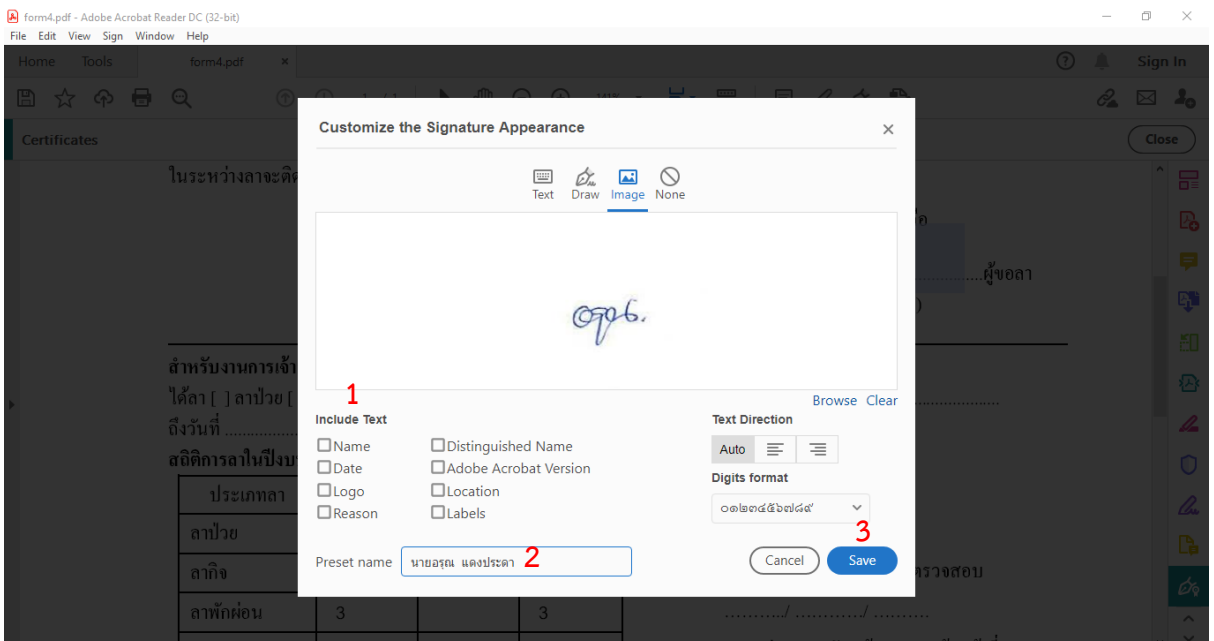 form4.pdf - Adobe Acrobat Reader DC (32-bit)
File Edit View Sign Window Help
Home Tools form4.pdf × Sign In
Certificates Close
Customize the Signature Appearance
Text Draw Image None
ในระหว่างลาจะติด
ผู้ขอลา
)
Browse Clear
1
Include Text
Name Distinguished Name
Date Adobe Acrobat Version
Logo Location
Reason Labels
Text Direction
Auto
Digits format
๐๑๒๓๔๕๖๗๘๙
3
Preset name นายอรุณ แดงประดา 2
Cancel Save
สำหรับงานการเจ้า
ได้ลา [ ] ลาป่วย [
ถึงวันที่
สถิติการลาในปีงบ
ประเภทลา
ลาป่วย
ลากิจ
ตรวจสอบ
ลาพักผ่อน 3 3